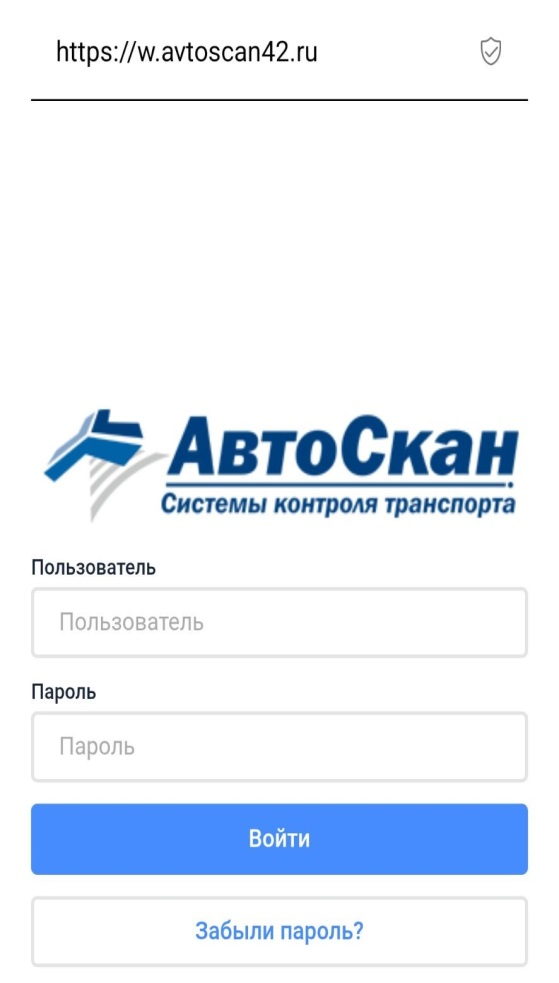 https://w.avtoscan42.ru
АвтоСкан
Системы контроля транспорта
Пользователь
Пользователь
Пароль
Пароль
Войти
Забыли пароль?